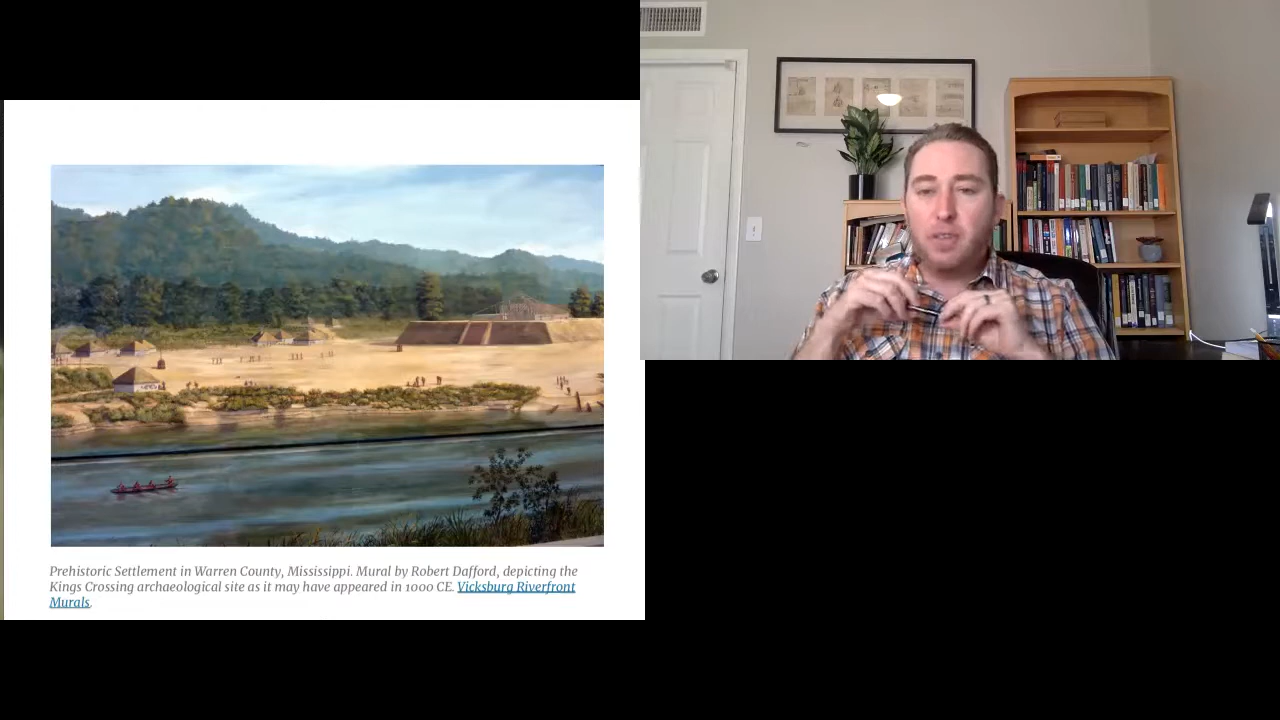 Prehistoric Settlement in Warren County, Mississippi. Mural by Robert Dafford, depicting the
Kings Crossing archaeological site as it may have appeared in 1000 CE. Vicksburg Riverfront
Murals.